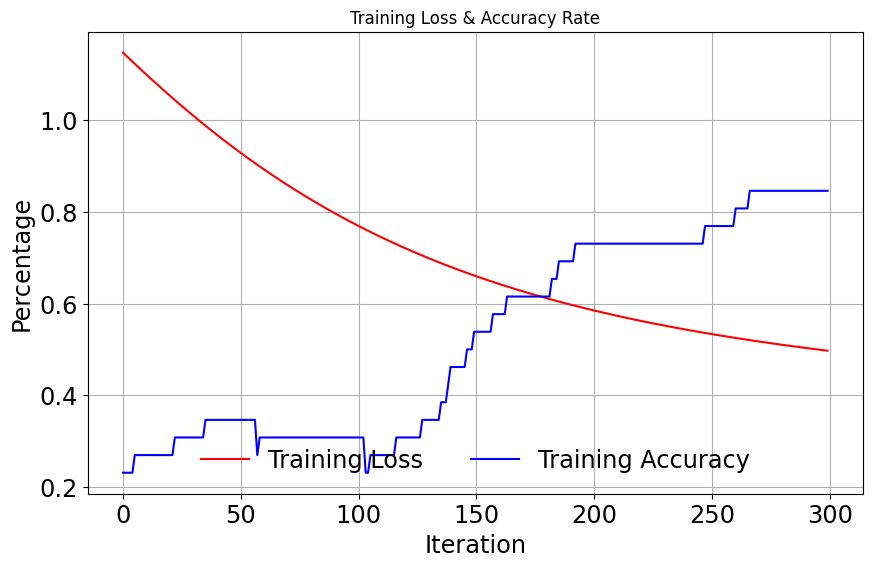 Training Loss & Accuracy Rate
Percentage
1.0
0.8
0.6
0.4
0.2
Training Loss
Training Accuracy
0 50 100 150 200 250 300
Iteration